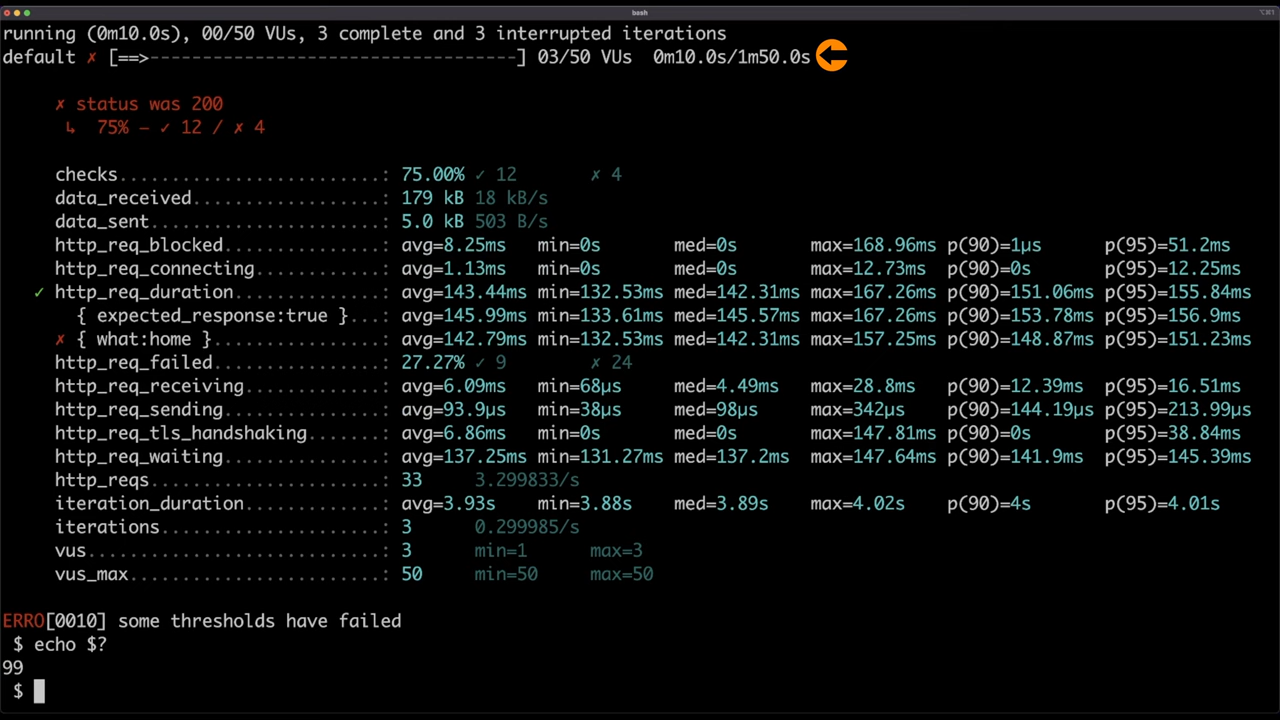 bash
⌥⌘1
running (0m10.0s), 00/50 VUs, 3 complete and 3 interrupted iterations
default ✗ [==>-----------------------------------] 03/50 VUs  0m10.0s/1m50.0s
✗ status was 200
↳  75% — ✓ 12 / ✗ 4
checks.........................: 75.00% ✓ 12       ✗ 4
data_received..................: 179 kB 18 kB/s
data_sent......................: 5.0 kB 503 B/s
http_req_blocked...............: avg=8.25ms   min=0s       med=0s       max=168.96ms p(90)=1µs      p(95)=51.2ms
http_req_connecting............: avg=1.13ms   min=0s       med=0s       max=12.73ms  p(90)=0s       p(95)=12.25ms
✓ http_req_duration..............: avg=143.44ms min=132.53ms med=142.31ms max=167.26ms p(90)=151.06ms p(95)=155.84ms
{ expected_response:true }...: avg=145.99ms min=133.61ms med=145.57ms max=167.26ms p(90)=153.78ms p(95)=156.9ms
✗ { what:home }................: avg=142.79ms min=132.53ms med=142.31ms max=157.25ms p(90)=148.87ms p(95)=151.23ms
http_req_failed................: 27.27% ✓ 9        ✗ 24
http_req_receiving.............: avg=6.09ms   min=68µs     med=4.49ms   max=28.8ms   p(90)=12.39ms  p(95)=16.51ms
http_req_sending...............: avg=93.9µs   min=38µs     med=98µs     max=342µs    p(90)=144.19µs p(95)=213.99µs
http_req_tls_handshaking.......: avg=6.86ms   min=0s       med=0s       max=147.81ms p(90)=0s       p(95)=38.84ms
http_req_waiting...............: avg=137.25ms min=131.27ms med=137.2ms  max=147.64ms p(90)=141.9ms  p(95)=145.39ms
http_reqs......................: 33     3.299833/s
iteration_duration.............: avg=3.93s    min=3.88s    med=3.89s    max=4.02s    p(90)=4s       p(95)=4.01s
iterations.....................: 3      0.299985/s
vus............................: 3      min=1      max=3
vus_max........................: 50     min=50     max=50
ERRO[0010] some thresholds have failed
$ echo $?
99
$